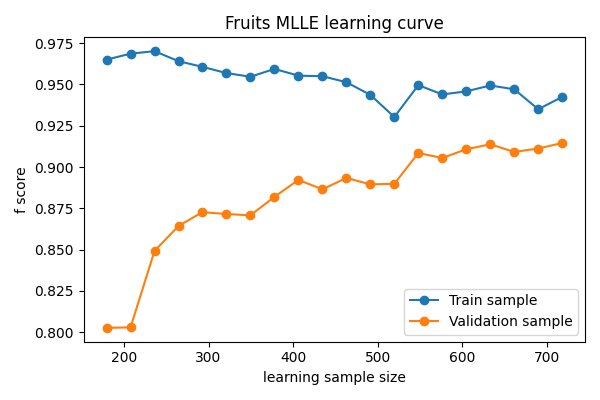 Fruits MLLE learning curve
f score
0.975
0.950
0.925
0.900
0.875
0.850
0.825
0.800
Train sample
Validation sample
200
300
400
500
600
700
learning sample size